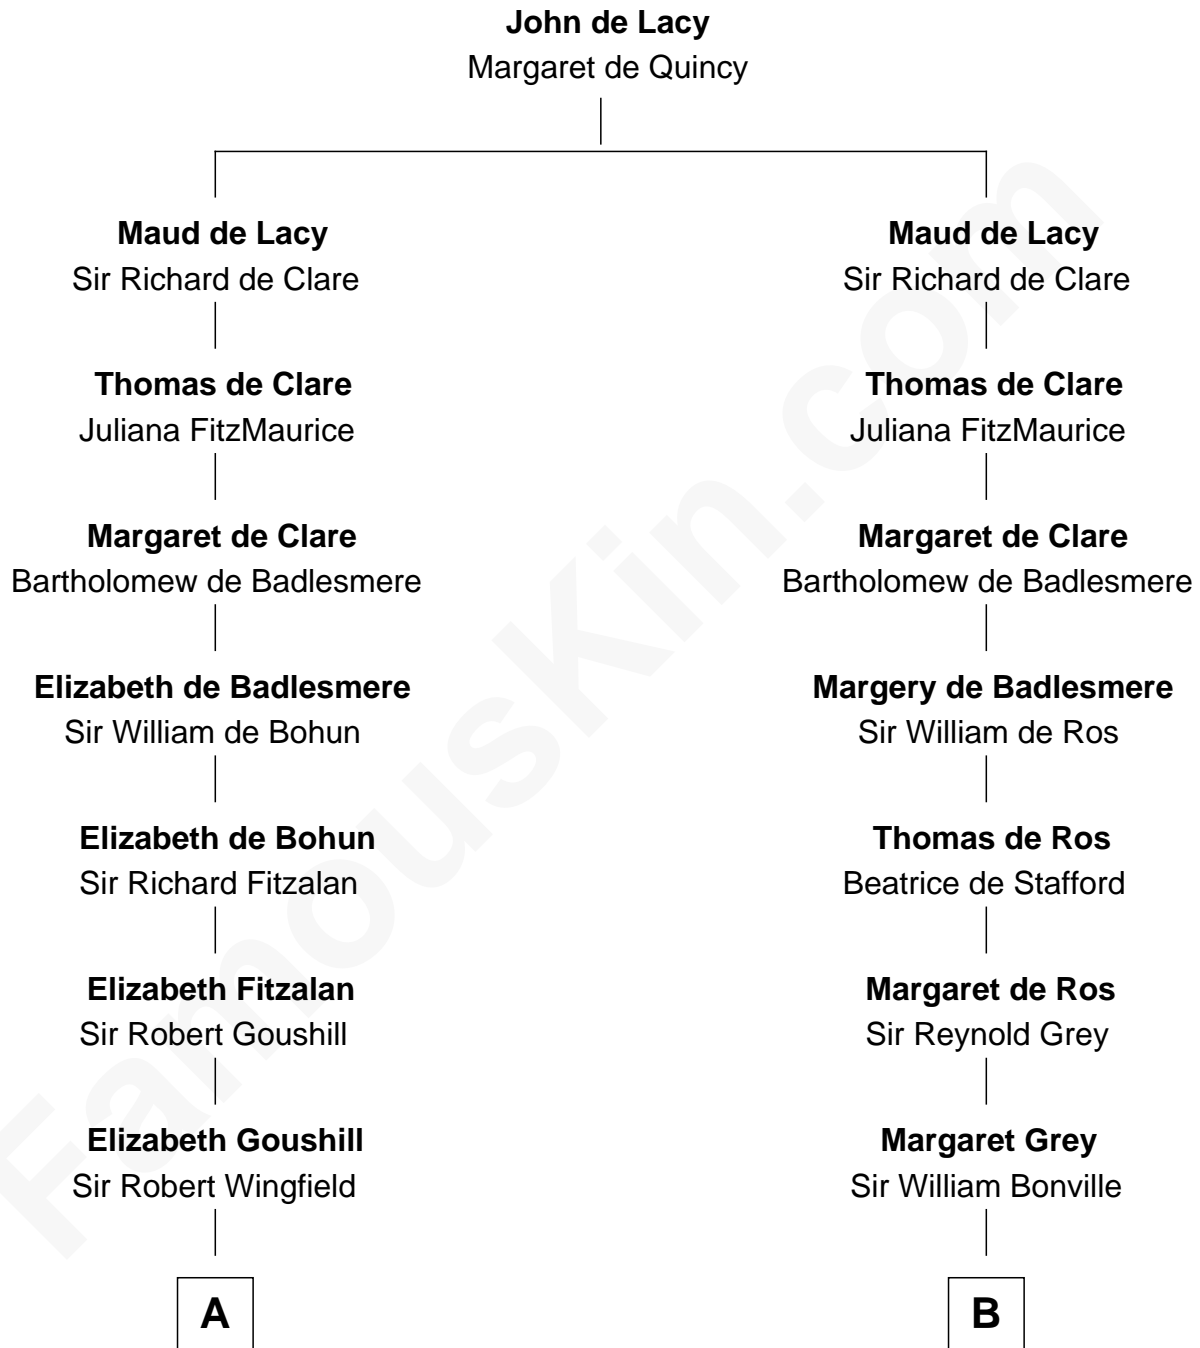 John de Lacy
Margaret de Quincy
Maud de Lacy
Sir Richard de Clare
Maud de Lacy
Sir Richard de Clare
Thomas de Clare
Juliana FitzMaurice
Thomas de Clare
Juliana FitzMaurice
Margaret de Clare
Bartholomew de Badlesmere
Margaret de Clare
Bartholomew de Badlesmere
Elizabeth de Badlesmere
Sir William de Bohun
Margery de Badlesmere
Sir William de Ros
Elizabeth de Bohun
Sir Richard Fitzalan
Thomas de Ros
Beatrice de Stafford
Elizabeth Fitzalan
Sir Robert Goushill
Margaret de Ros
Sir Reynold Grey
Elizabeth Goushill
Sir Robert Wingfield
Margaret Grey
Sir William Bonville
A
B
FamousKin.com